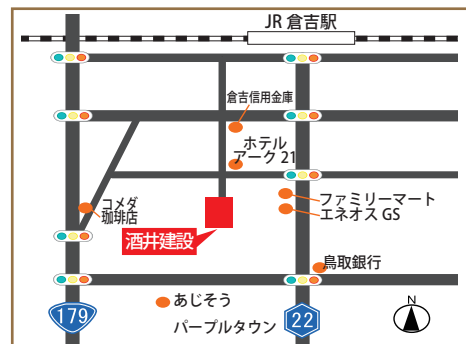 JR 倉吉駅
倉吉信用金庫
ホテル
アーク 21
コメダ
珈琲店
ファミリーマート
エネオス GS
酒井建設
鳥取銀行
あじそう
パープルタウン
179
22
N